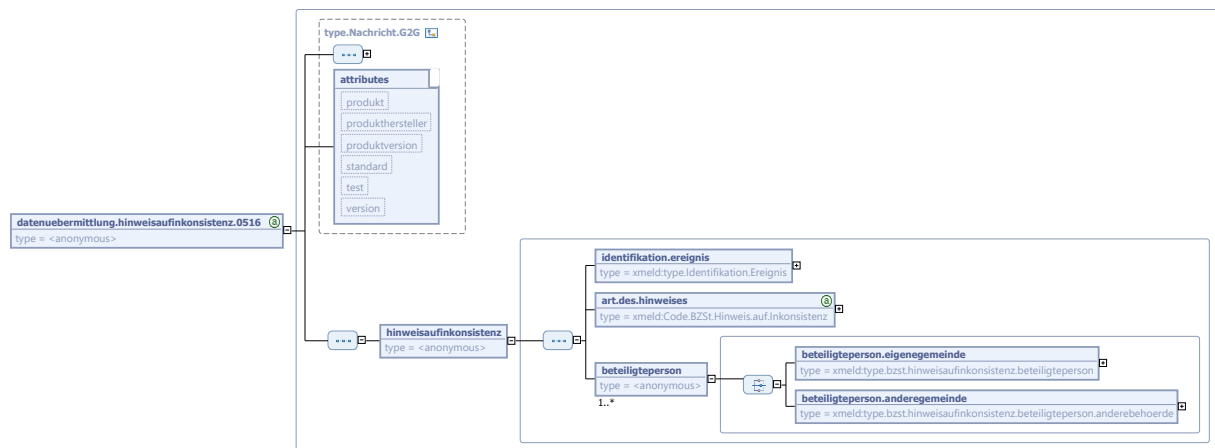 type.Nachricht.G2G
attributes
produkt
produkthersteller
produktversion
standard
test
version
datenuebermittlung.hinweisaufinkonsistenz.0516 a
type = <anonymous>
hinweisaufinkonsistenz
type = <anonymous>
identifikation.ereignis
type = xmeld:type.Identifikation.Ereignis
art.des.hinweises a
type = xmeld:Code.BZSt.Hinweis.auf.Inkonsistenz
beteiligteperson
type = <anonymous>
1..*
beteiligteperson.eigenegemeinde
type = xmeld:type.bzst.hinweisaufinkonsistenz.beteiligteperson
beteiligteperson.anderegemeinde
type = xmeld:type.bzst.hinweisaufinkonsistenz.beteiligteperson.anderebehoerde